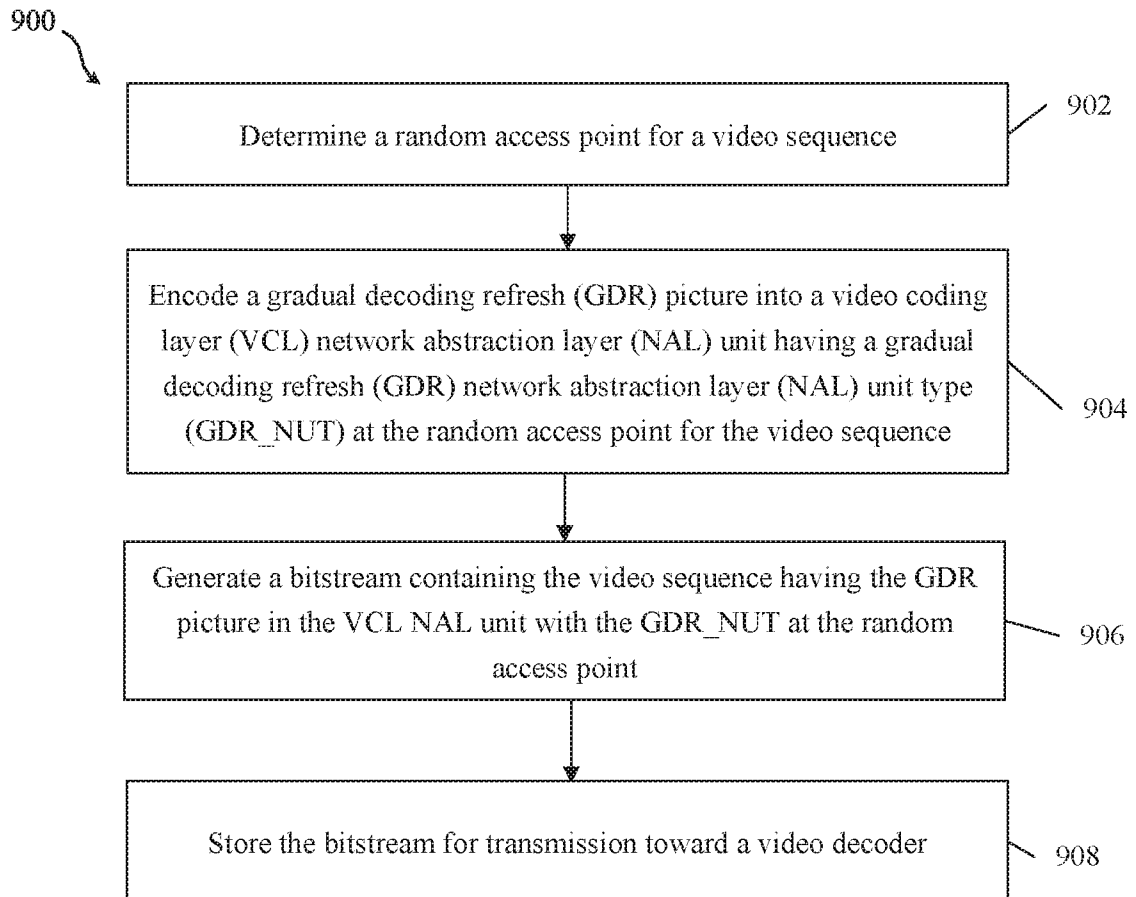 900
Determine a random access point for a video sequence
902
Encode a gradual decoding refresh (GDR) picture into a video coding
layer (VCL) network abstraction layer (NAL) unit having a gradual
decoding refresh (GDR) network abstraction layer (NAL) unit type
(GDR_NUT) at the random access point for the video sequence
904
Generate a bitstream containing the video sequence having the GDR
picture in the VCL NAL unit with the GDR_NUT at the random
access point
906
Store the bitstream for transmission toward a video decoder
908